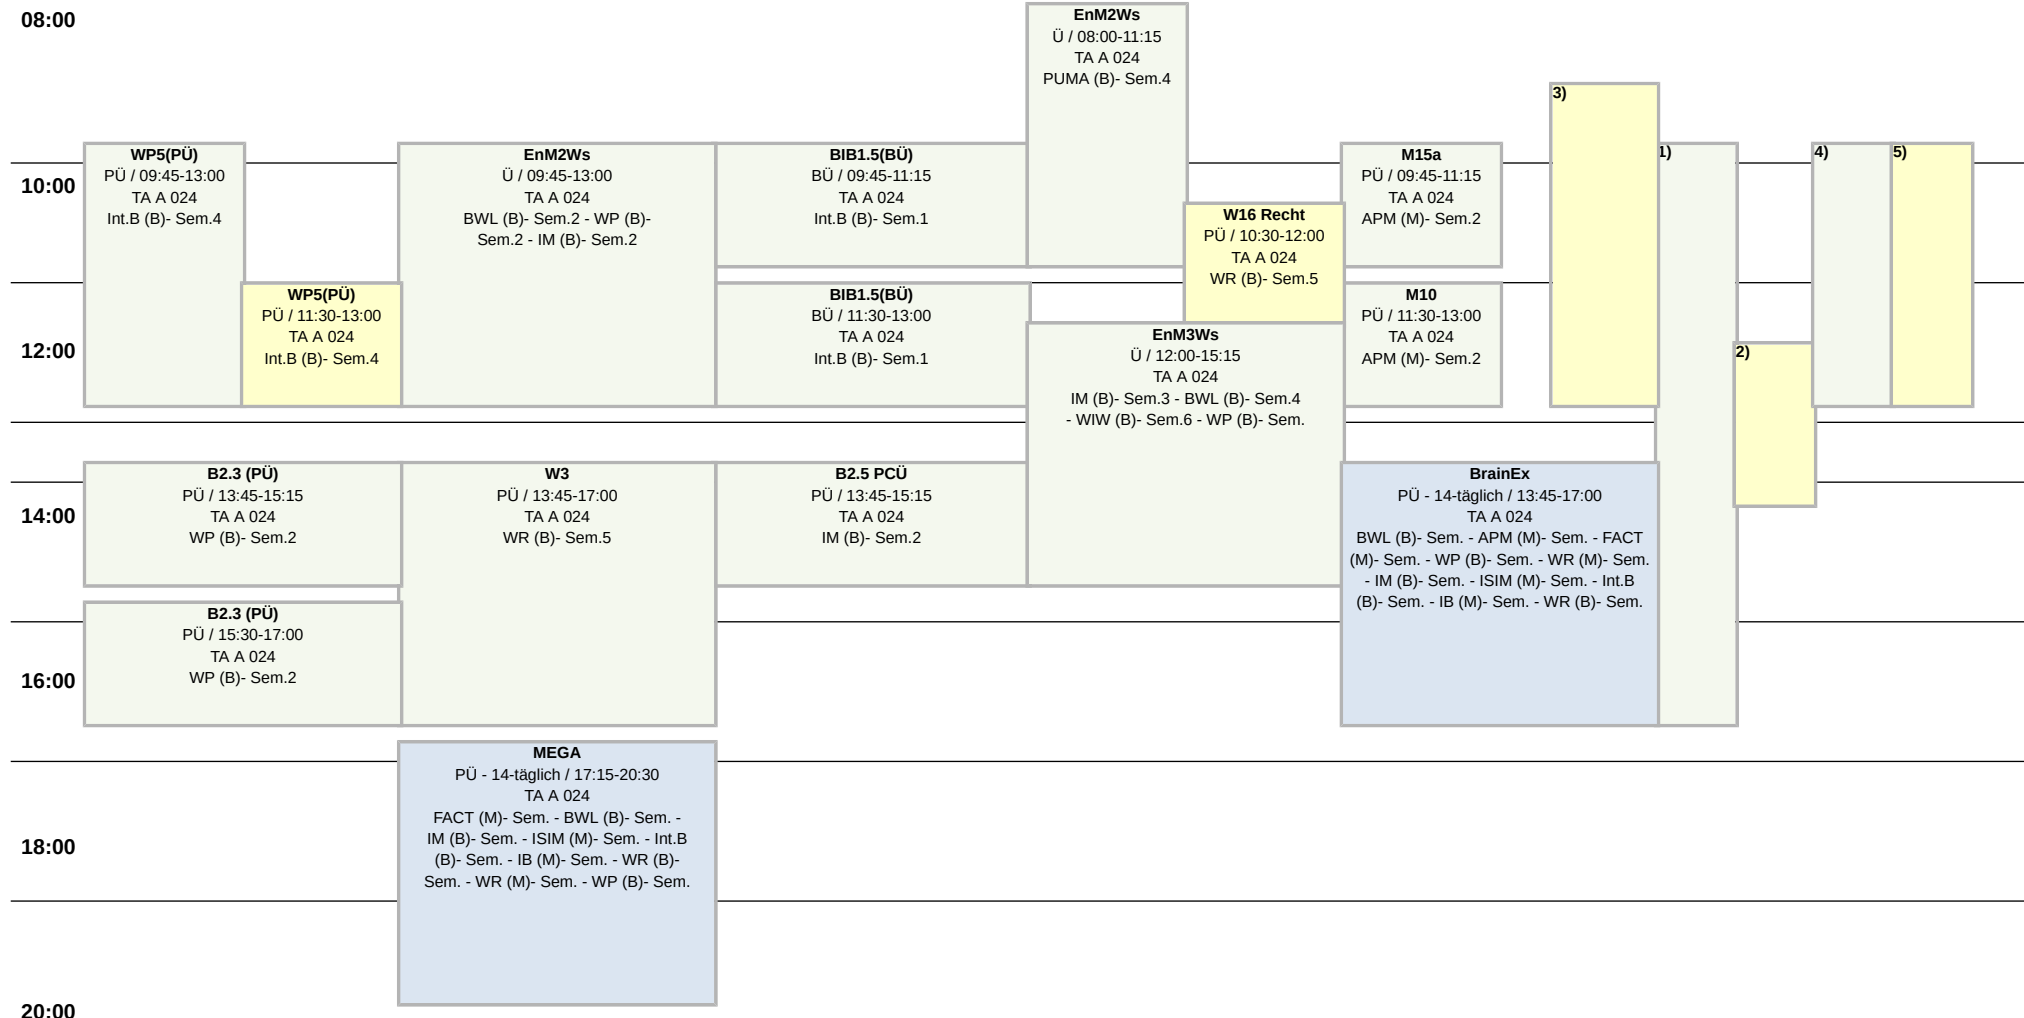 08:00
10:00
12:00
14:00
16:00
18:00
20:00
WP5(PÜ)
PÜ / 09:45-13:00
TA A 024
Int.B (B)- Sem.4
WP5(PÜ)
PÜ / 11:30-13:00
TA A 024
Int.B (B)- Sem.4
B2.3 (PÜ)
PÜ / 13:45-15:15
TA A 024
WP (B)- Sem.2
B2.3 (PÜ)
PÜ / 15:30-17:00
TA A 024
WP (B)- Sem.2
EnM2Ws
Ü / 09:45-13:00
TA A 024
BWL (B)- Sem.2 - WP (B)-
Sem.2 - IM (B)- Sem.2
W3
PÜ / 13:45-17:00
TA A 024
WR (B)- Sem.5
MEGA
PÜ - 14-täglich / 17:15-20:30
TA A 024
FACT (M)- Sem. - BWL (B)- Sem. -
IM (B)- Sem. - ISIM (M)- Sem. - Int.B
(B)- Sem. - IB (M)- Sem. - WR (B)-
Sem. - WR (M)- Sem. - WP (B)- Sem.
BIB1.5(BÜ)
BÜ / 09:45-11:15
TA A 024
Int.B (B)- Sem.1
BIB1.5(BÜ)
BÜ / 11:30-13:00
TA A 024
Int.B (B)- Sem.1
B2.5 PCÜ
PÜ / 13:45-15:15
TA A 024
IM (B)- Sem.2
EnM2Ws
Ü / 08:00-11:15
TA A 024
PUMA (B)- Sem.4
W16 Recht
PÜ / 10:30-12:00
TA A 024
WR (B)- Sem.5
EnM3Ws
Ü / 12:00-15:15
TA A 024
IM (B)- Sem.3 - BWL (B)- Sem.4
- WIW (B)- Sem.6 - WP (B)- Sem.
M15a
PÜ / 09:45-11:15
TA A 024
APM (M)- Sem.2
M10
PÜ / 11:30-13:00
TA A 024
APM (M)- Sem.2
BrainEx
PÜ - 14-täglich / 13:45-17:00
TA A 024
BWL (B)- Sem. - APM (M)- Sem. - FACT
(M)- Sem. - WP (B)- Sem. - WR (M)- Sem.
- IM (B)- Sem. - ISIM (M)- Sem. - Int.B
(B)- Sem. - IB (M)- Sem. - WR (B)- Sem.
3)
1)
2)
4)
5)